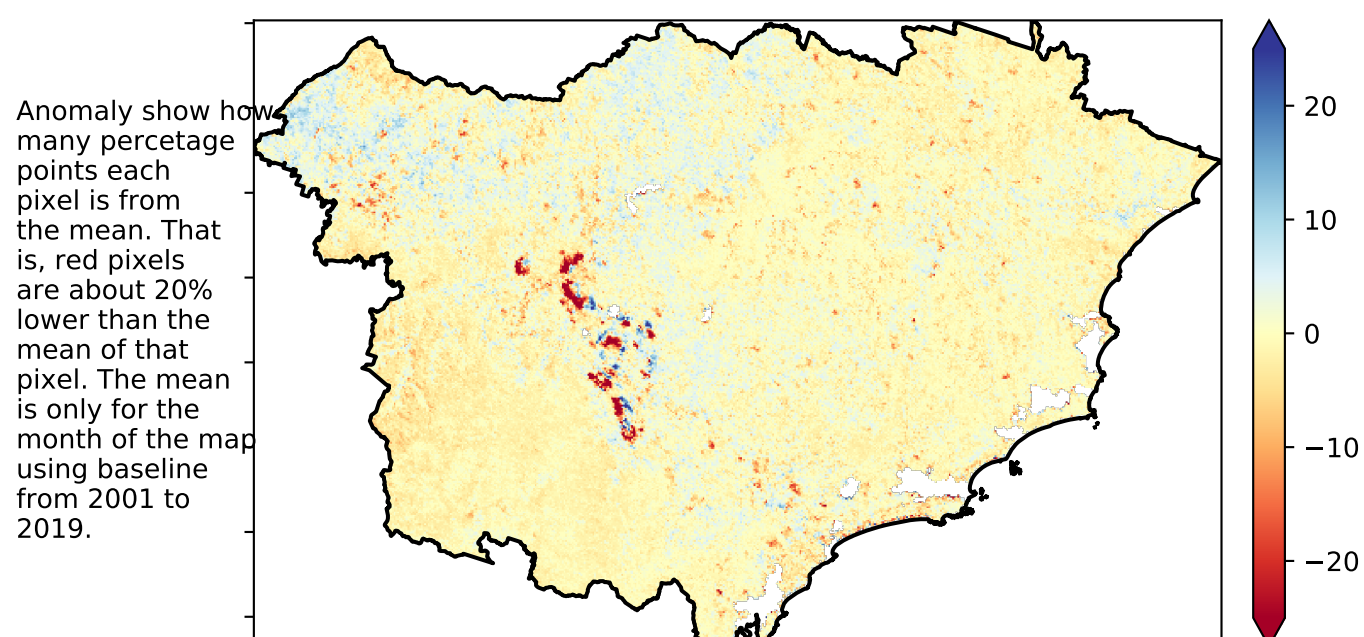 Anomaly show how
many percetage
points each
pixel is from
the mean. That
is, red pixels
are about 20%
lower than the
mean of that
pixel. The mean
is only for the
month of the map
using baseline
from 2001 to
2019.
20
10
0
−10
−20